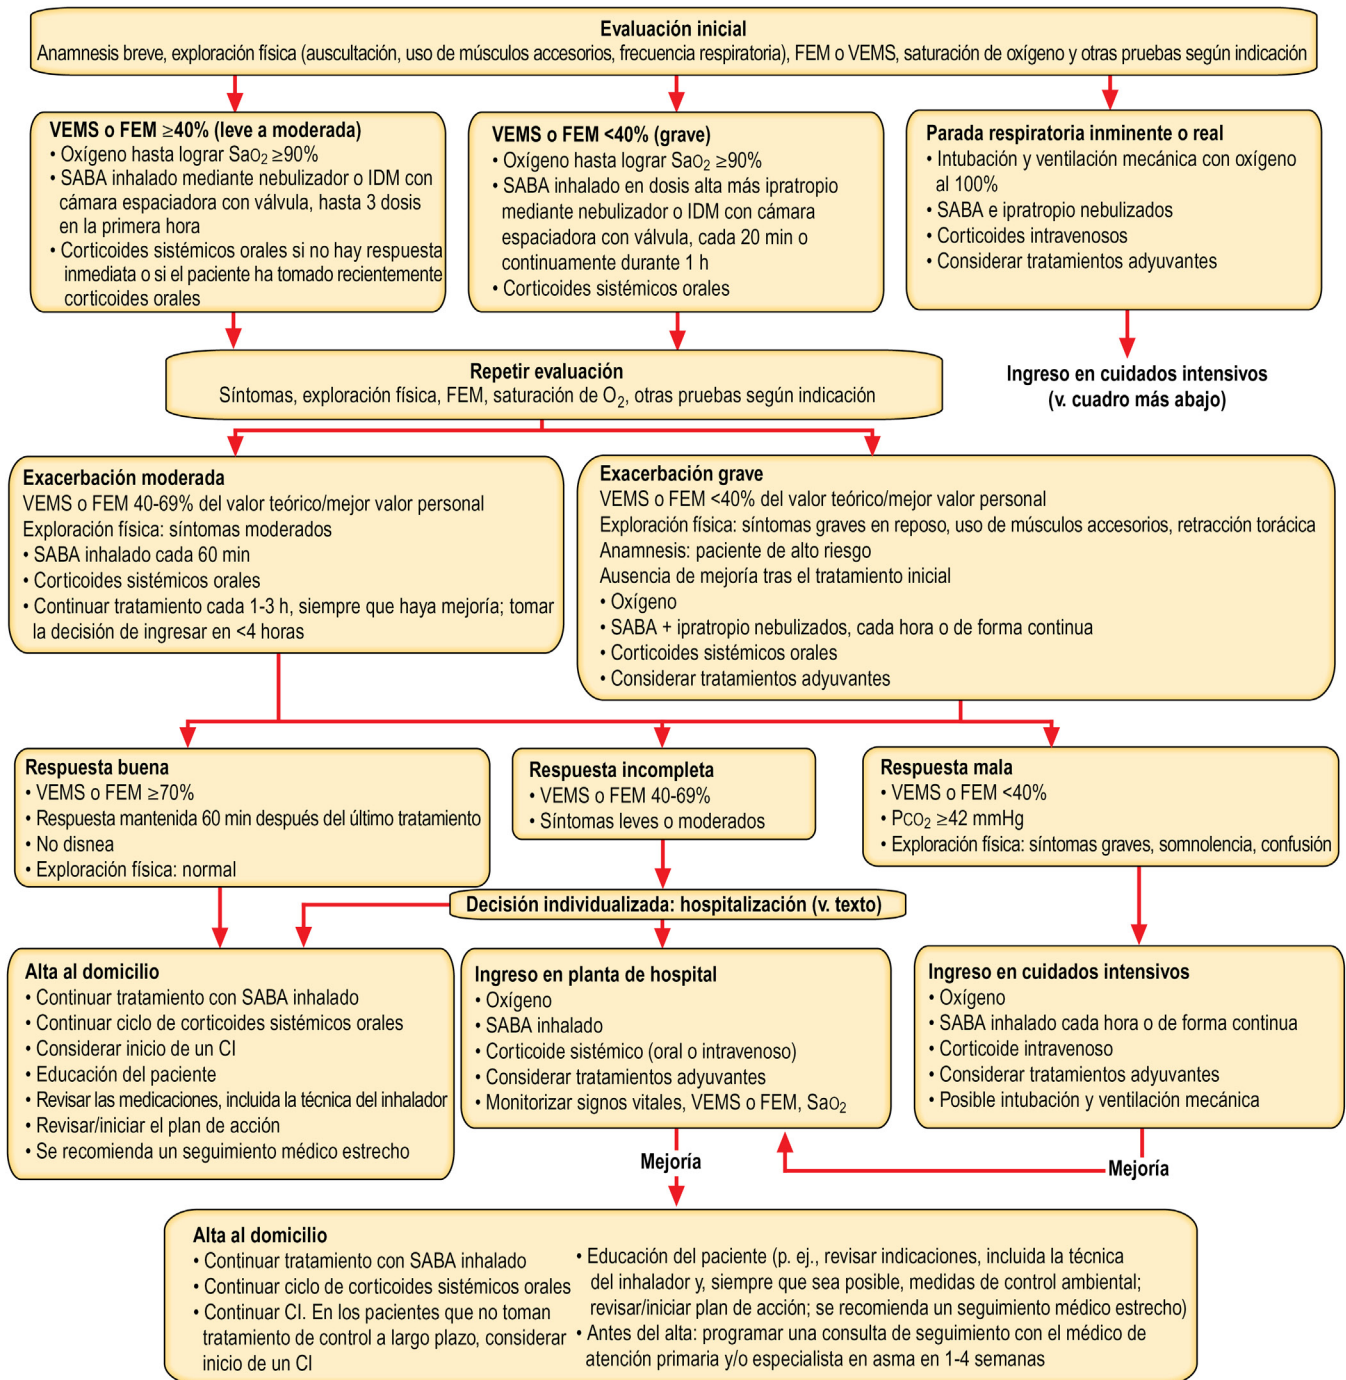 Evaluación inicial
Anamnesis breve, exploración física (auscultación, uso de músculos accesorios, frecuencia respiratoria), FEM o VEMS, saturación de oxígeno y otras pruebas según indicación
VEMS o FEM ≥40% (leve a moderada)
• Oxígeno hasta lograr SaO₂ ≥90%
• SABA inhalado mediante nebulizador o IDM con
cámara espaciadora con válvula, hasta 3 dosis
en la primera hora
• Corticoides sistémicos orales si no hay respuesta
inmediata o si el paciente ha tomado recientemente
corticoides orales
VEMS o FEM <40% (grave)
• Oxígeno hasta lograr SaO₂ ≥90%
• SABA inhalado en dosis alta más ipratropio
mediante nebulizador o IDM con cámara
espaciadora con válvula, cada 20 min o
continuamente durante 1 h
• Corticoides sistémicos orales
Parada respiratoria inminente o real
• Intubación y ventilación mecánica con oxígeno
al 100%
• SABA e ipratropio nebulizados
• Corticoides intravenosos
• Considerar tratamientos adyuvantes
Ingreso en cuidados intensivos
(v. cuadro más abajo)
Repetir evaluación
Síntomas, exploración física, FEM, saturación de O₂, otras pruebas según indicación
Exacerbación moderada
VEMS o FEM 40-69% del valor teórico/mejor valor personal
Exploración física: síntomas moderados
• SABA inhalado cada 60 min
• Corticoides sistémicos orales
• Continuar tratamiento cada 1-3 h, siempre que haya mejoría; tomar
la decisión de ingresar en <4 horas
Exacerbación grave
VEMS o FEM <40% del valor teórico/mejor valor personal
Exploración física: síntomas graves en reposo, uso de músculos accesorios, retracción torácica
Anamnesis: paciente de alto riesgo
Ausencia de mejoría tras el tratamiento inicial
• Oxígeno
• SABA + ipratropio nebulizados, cada hora o de forma continua
• Corticoides sistémicos orales
• Considerar tratamientos adyuvantes
Respuesta buena
• VEMS o FEM ≥70%
• Respuesta mantenida 60 min después del último tratamiento
• No disnea
• Exploración física: normal
Respuesta incompleta
• VEMS o FEM 40-69%
• Síntomas leves o moderados
Respuesta mala
• VEMS o FEM <40%
• PCO₂ ≥42 mmHg
• Exploración física: síntomas graves, somnolencia, confusión
Decisión individualizada: hospitalización (v. texto)
Alta al domicilio
• Continuar tratamiento con SABA inhalado
• Continuar ciclo de corticoides sistémicos orales
• Considerar inicio de un CI
• Educación del paciente
• Revisar las medicaciones, incluida la técnica del inhalador
• Revisar/iniciar el plan de acción
• Se recomienda un seguimiento médico estrecho
Ingreso en planta de hospital
• Oxígeno
• SABA inhalado
• Corticoide sistémico (oral o intravenoso)
• Considerar tratamientos adyuvantes
• Monitorizar signos vitales, VEMS o FEM, SaO₂
Ingreso en cuidados intensivos
• Oxígeno
• SABA inhalado cada hora o de forma continua
• Corticoide intravenoso
• Considerar tratamientos adyuvantes
• Posible intubación y ventilación mecánica
Mejoría
Mejoría
Alta al domicilio
• Continuar tratamiento con SABA inhalado
• Continuar ciclo de corticoides sistémicos orales
• Continuar CI. En los pacientes que no toman
tratamiento de control a largo plazo, considerar
inicio de un CI
• Educación del paciente (p. ej., revisar indicaciones, incluida la técnica
del inhalador y, siempre que sea posible, medidas de control ambiental;
revisar/iniciar plan de acción; se recomienda un seguimiento médico estrecho)
• Antes del alta: programar una consulta de seguimiento con el médico de
atención primaria y/o especialista en asma en 1-4 semanas